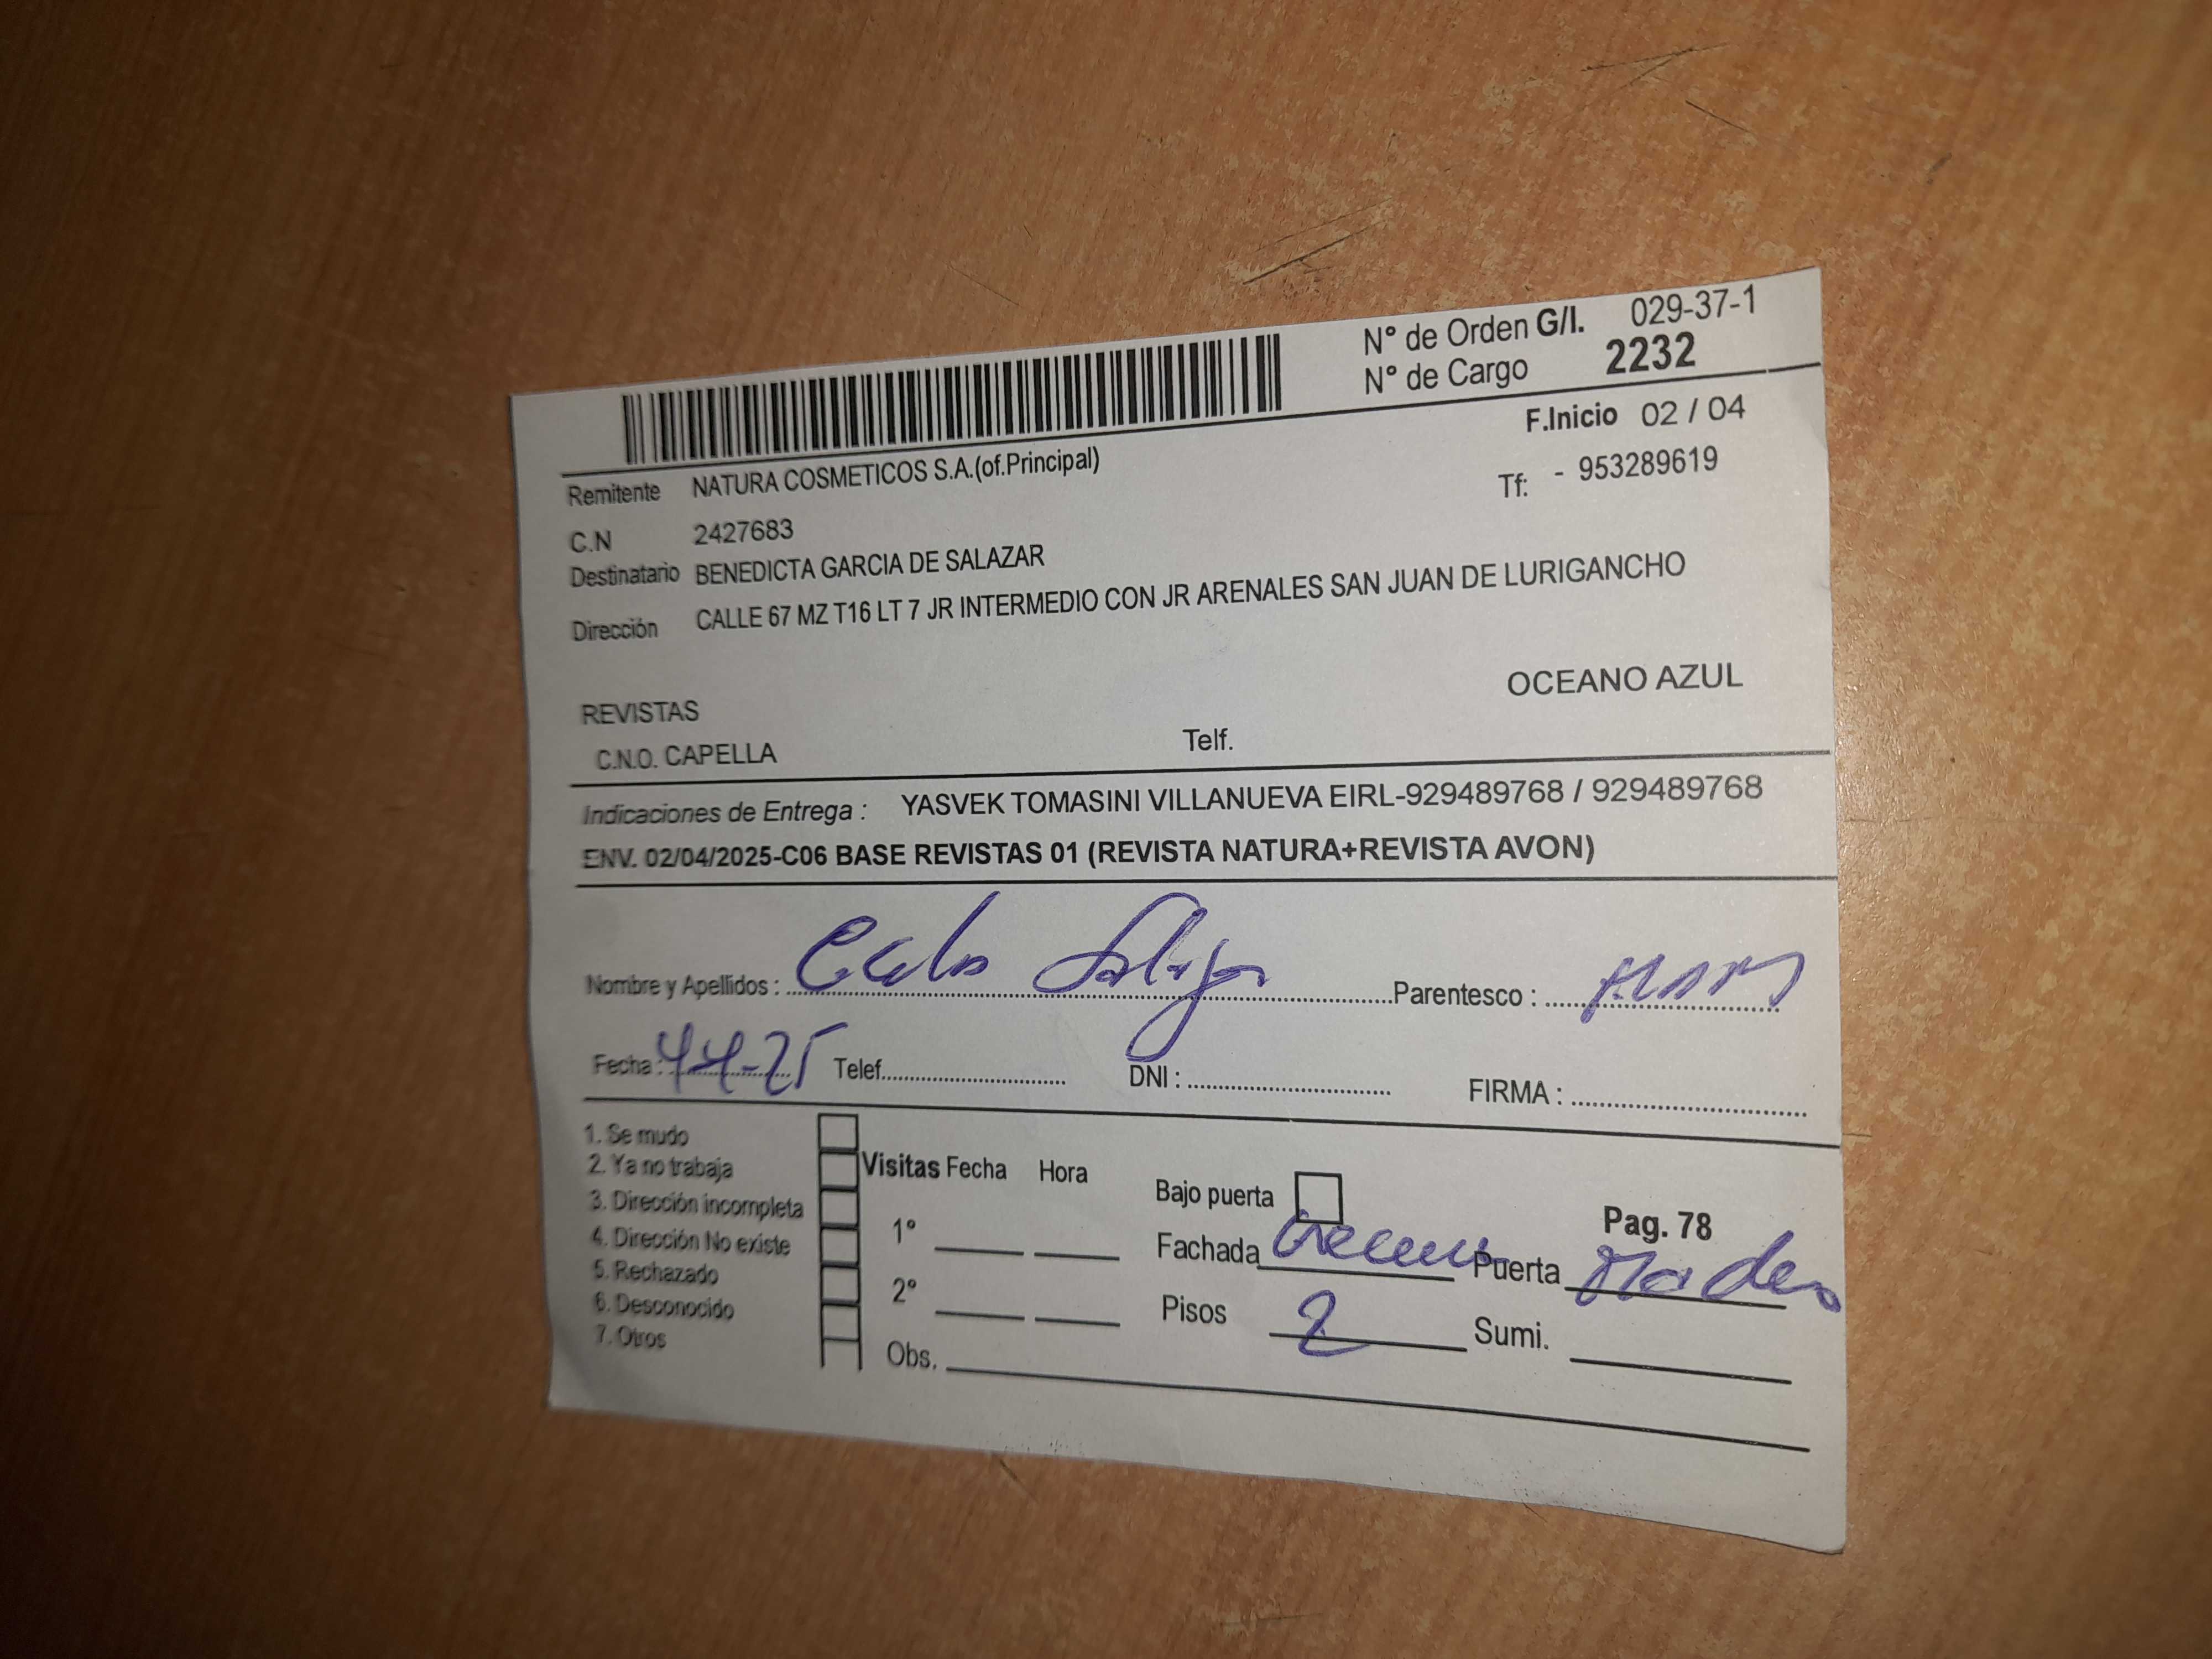 N° de Orden G/I. 029-37-1
N° de Cargo 2232
F.Inicio 02 / 04
Remitente NATURA COSMETICOS S.A.(of.Principal)
Tf: - 953289619
C.N 2427683
Destinatario BENEDICTA GARCIA DE SALAZAR
Dirección CALLE 67 MZ T16 LT 7 JR INTERMEDIO CON JR ARENALES SAN JUAN DE LURIGANCHO
OCEANO AZUL
REVISTAS
C.N.O. CAPELLA Telf.
Indicaciones de Entrega : YASVEK TOMASINI VILLANUEVA EIRL-929489768 / 929489768
ENV. 02/04/2025-C06 BASE REVISTAS 01 (REVISTA NATURA+REVISTA AVON)
Nombre y Apellidos : Parentesco :
Fecha : 4-4-25 Telef. DNI : FIRMA :
1. Se mudo
2. Ya no trabaja
3. Dirección incompleta
4. Dirección No existe
5. Rechazado
6. Desconocido
7. Otros
Visitas Fecha Hora
1°
2°
Obs.
Bajo puerta
Pag. 78
Fachada Puerta
Pisos 2 Sumi.